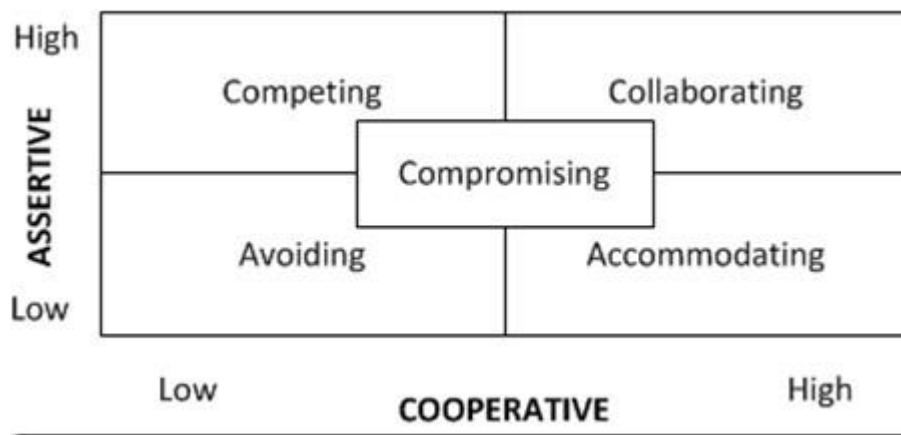 High
Competing
Collaborating
ASSERTIVE
Compromising
Avoiding
Accommodating
Low
Low
High
COOPERATIVE